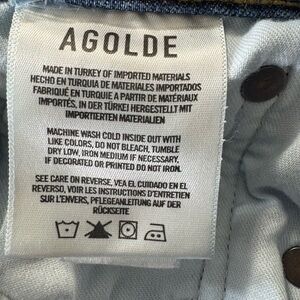 AGOLDE
MADE IN TURKEY OF IMPORTED MATERIALS
HECHO EN TURQUIA DE MATERIALES IMPORTADOS
FABRIQUÉ EN TURQUIE A PARTIR DE MATÉRIAUX
IMPORTÉS, IN DER TÜRKEI HERGESTELLT MIT
IMPORTIERTEN MATERIALIEN
MACHINE WASH COLD INSIDE OUT WITH
LIKE COLORS, DO NOT BLEACH, TUMBLE
DRY LOW, IRON MEDIUM IF NECESSARY,
IF DECORATED OR PRINTED DO NOT IRON.
SEE CARE ON REVERSE, VEA EL CUIDADO EN EL
REVERSO, VOIR LES INSTRUCTIONS D'ENTRETIEN
SUR L'ENVERS, PFLEGEANLEITUNG AUF DER
RÜCKSEITE